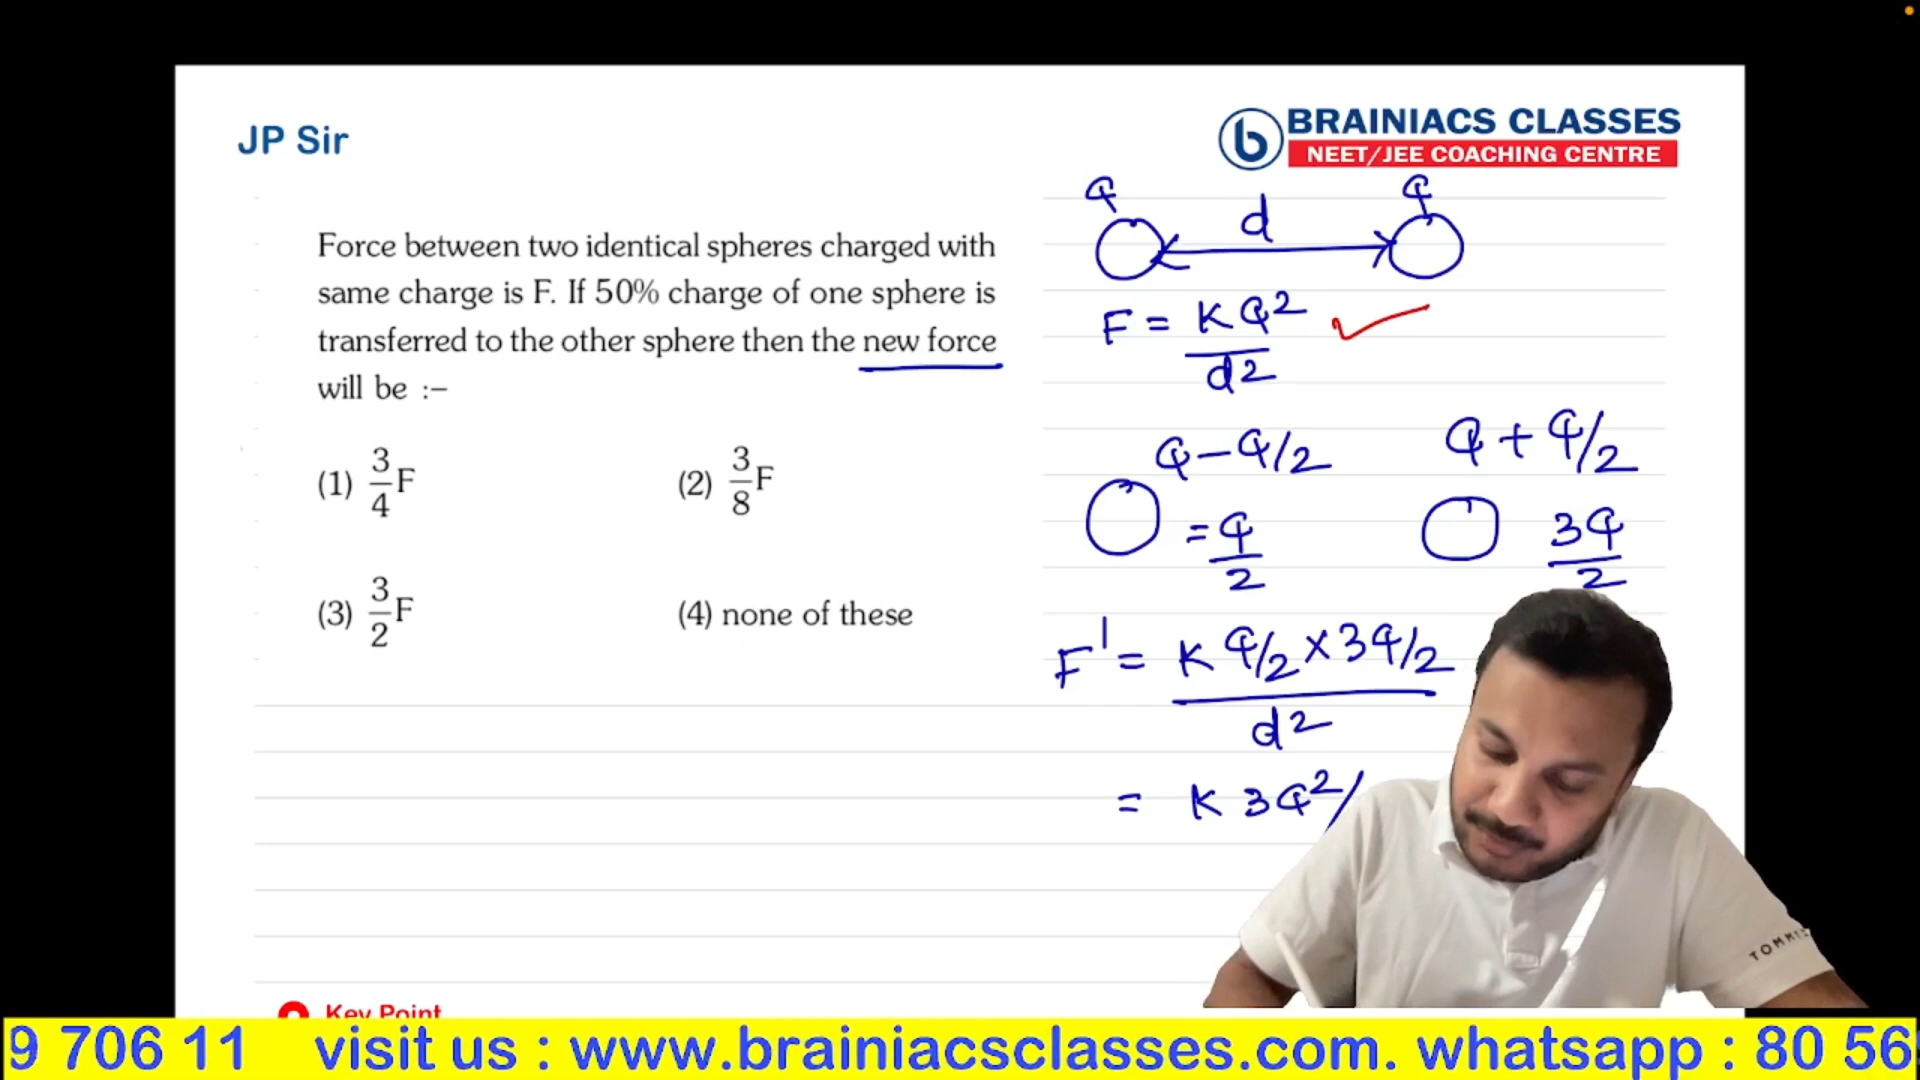 JP Sir
b BRAINIACS CLASSES
NEET/JEE COACHING CENTRE
Force between two identical spheres charged with
same charge is F. If 50% charge of one sphere is
transferred to the other sphere then the new force
will be :–
(1) 3/4 F
(2) 3/8 F
(3) 3/2 F
(4) none of these
Q Q
d
F = KQ²/d²
Q – Q/2 Q + Q/2
= Q/2 3Q/2
F' = K Q/2 × 3Q/2 / d²
= K 3Q²/
TOMMY
Key Point
9 706 11 visit us : www.brainiacsclasses.com. whatsapp : 80 56